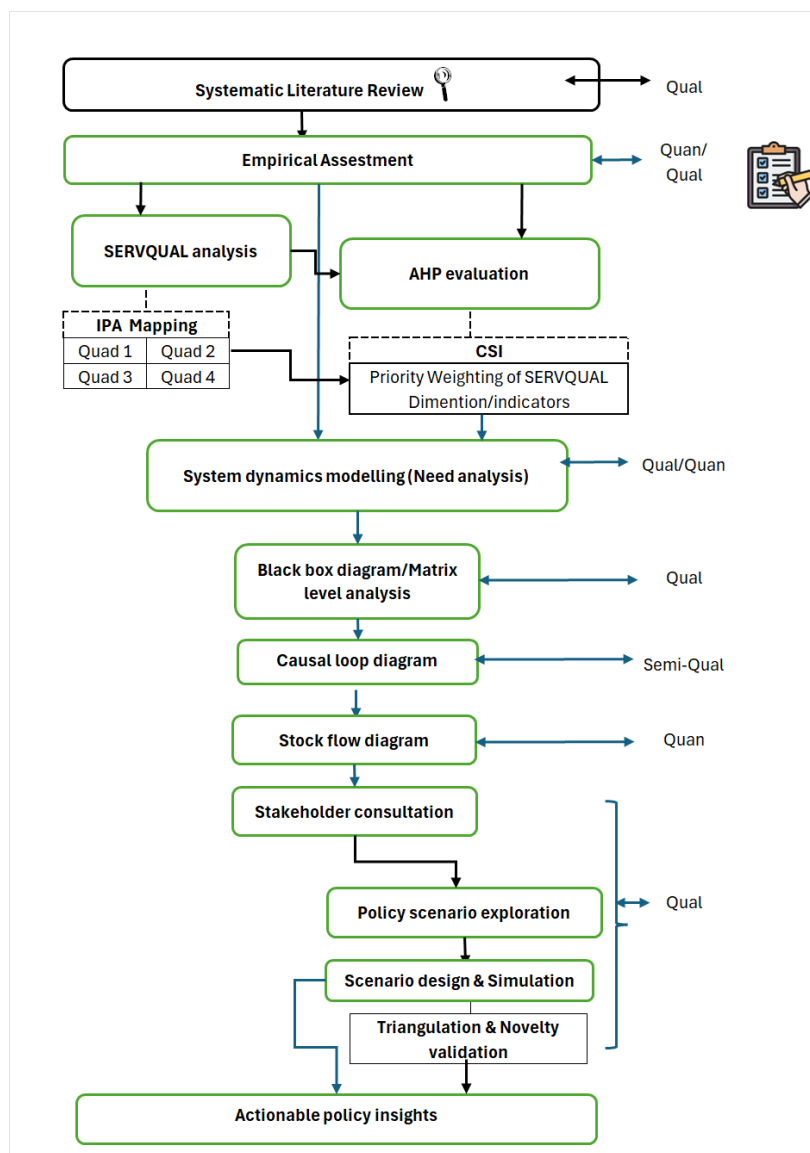 Systematic Literature Review
Qual
Empirical Assestment
Quan/
Qual
SERVQUAL analysis
AHP evaluation
IPA Mapping
Quad 1
Quad 2
Quad 3
Quad 4
CSI
Priority Weighting of SERVQUAL
Dimention/indicators
System dynamics modelling (Need analysis)
Qual/Quan
Black box diagram/Matrix
level analysis
Qual
Causal loop diagram
Semi-Qual
Stock flow diagram
Quan
Stakeholder consultation
Policy scenario exploration
Qual
Scenario design & Simulation
Triangulation & Novelty
validation
Actionable policy insights